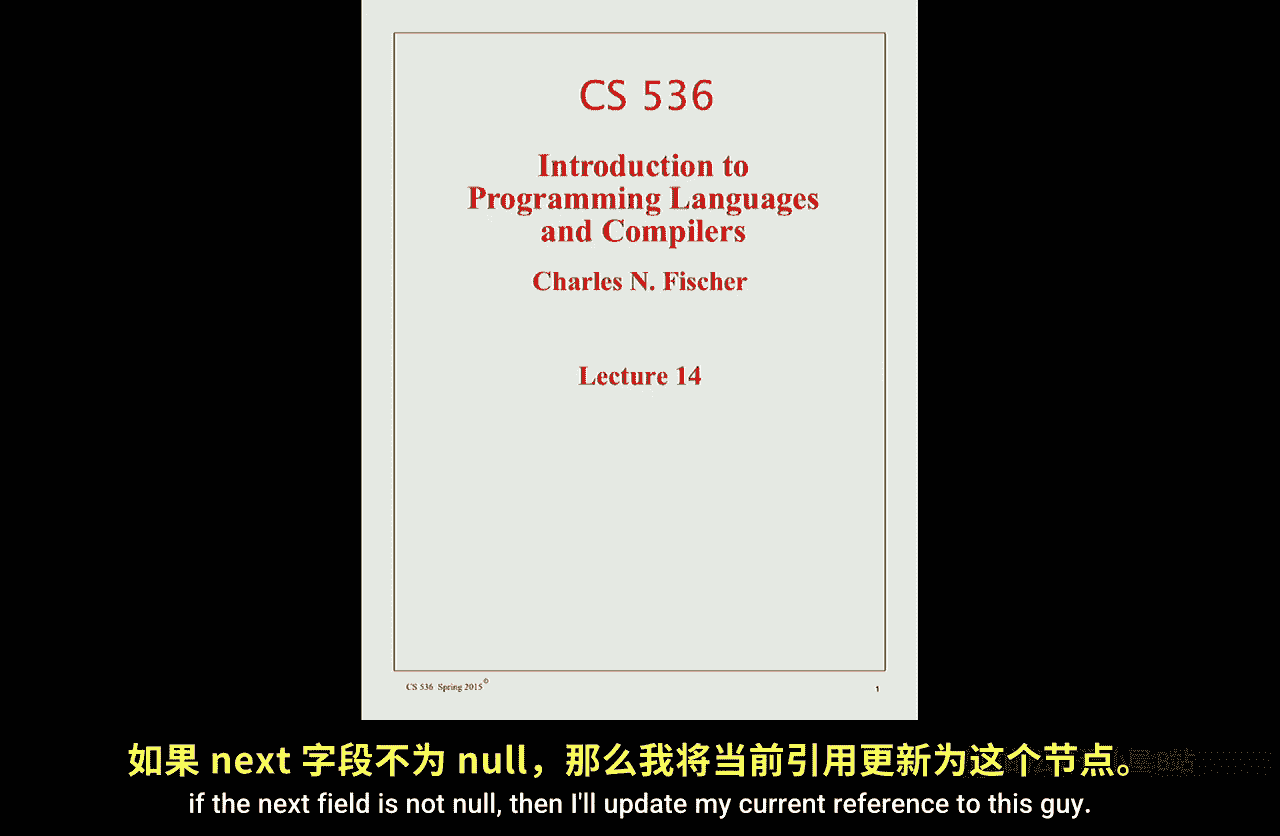 CS 536
Introduction to
Programming Languages
and Compilers
Charles N. Fischer
Lecture 14
CS 536 Spring 2015©
1
如果 next 字段不为 null，那么我将当前引用更新为这个节点。
if the next field is not null, then I'll update my current reference to this guy.